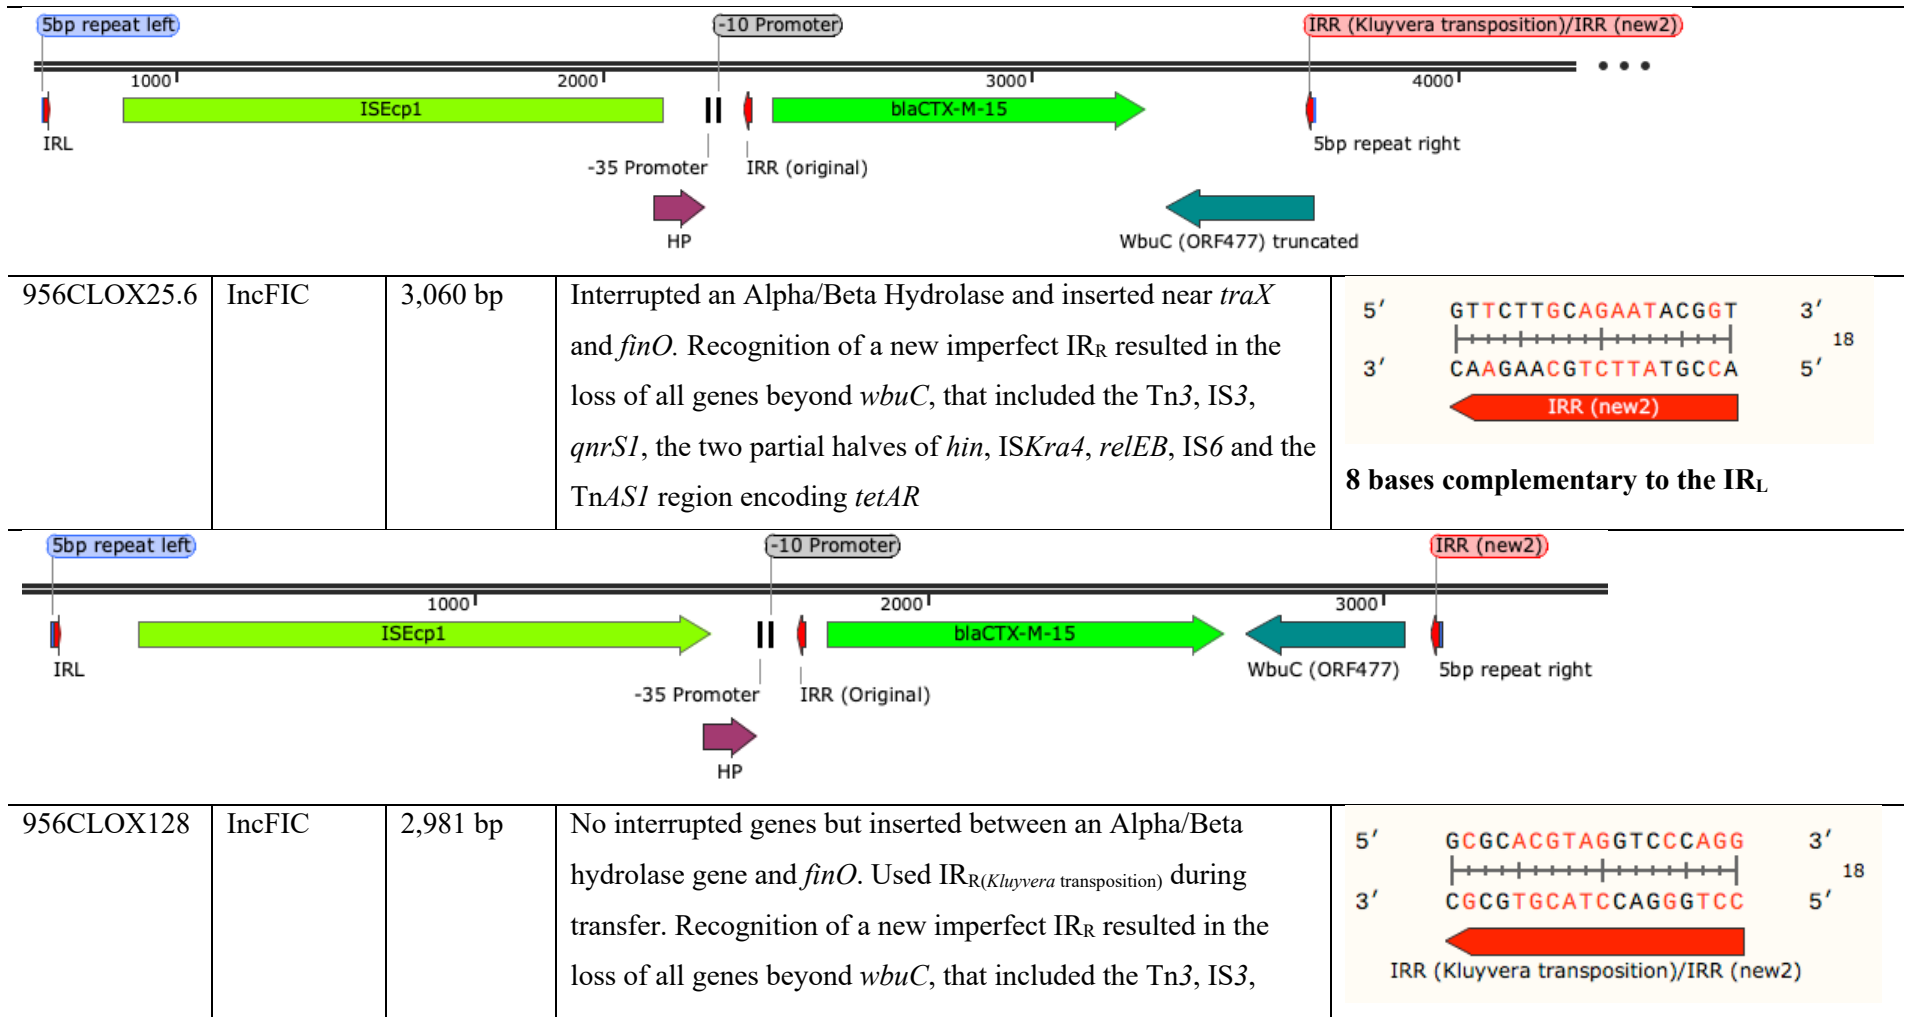 5bp repeat left
-10 Promoter
IRR (Kluyvera transposition)/IRR (new2)
1000
2000
3000
4000
ISEcp1
blaCTX-M-15
IRL
-35 Promoter
IRR (original)
5bp repeat right
HP
WbuC (ORF477) truncated
956CLOX25.6
IncFIC
3,060 bp
Interrupted an Alpha/Beta Hydrolase and inserted near traX
and finO. Recognition of a new imperfect IRR resulted in the
loss of all genes beyond wbuC, that included the Tn3, IS3,
qnrS1, the two partial halves of hin, ISKra4, relEB, IS6 and the
TnAS1 region encoding tetAR
5′ GTTCTTGCAGAATACGGT 3′
18
3′ CAAGAACGTCTTATGCCA 5′
IRR (new2)
8 bases complementary to the IRL
5bp repeat left
-10 Promoter
IRR (new2)
1000
2000
3000
ISEcp1
blaCTX-M-15
IRL
WbuC (ORF477)
5bp repeat right
-35 Promoter
IRR (Original)
HP
956CLOX128
IncFIC
2,981 bp
No interrupted genes but inserted between an Alpha/Beta
hydrolase gene and finO. Used IRR(Kluyvera transposition) during
transfer. Recognition of a new imperfect IRR resulted in the
loss of all genes beyond wbuC, that included the Tn3, IS3,
5′ GCGCACGTAGGTCCCAGG 3′
18
3′ CGCGTGCATCCAGGGTCC 5′
IRR (Kluyvera transposition)/IRR (new2)